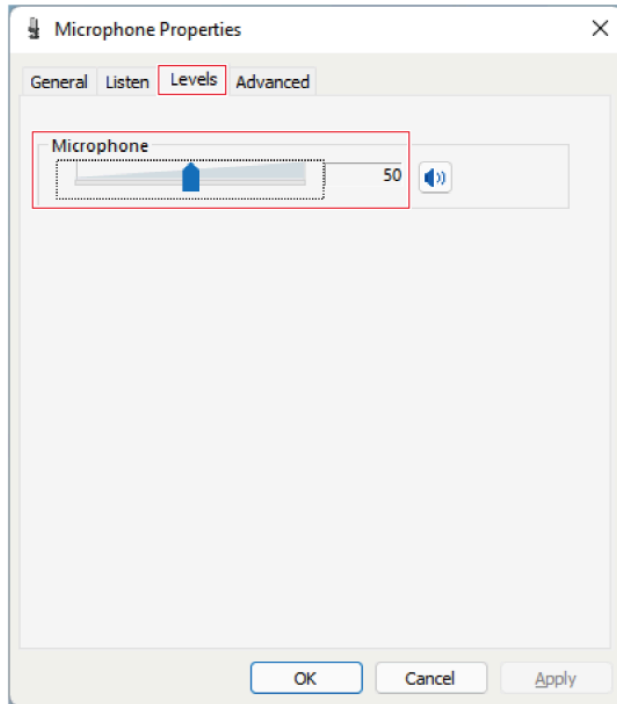 Microphone Properties
General Listen Levels Advanced
Microphone
50
OK Cancel Apply